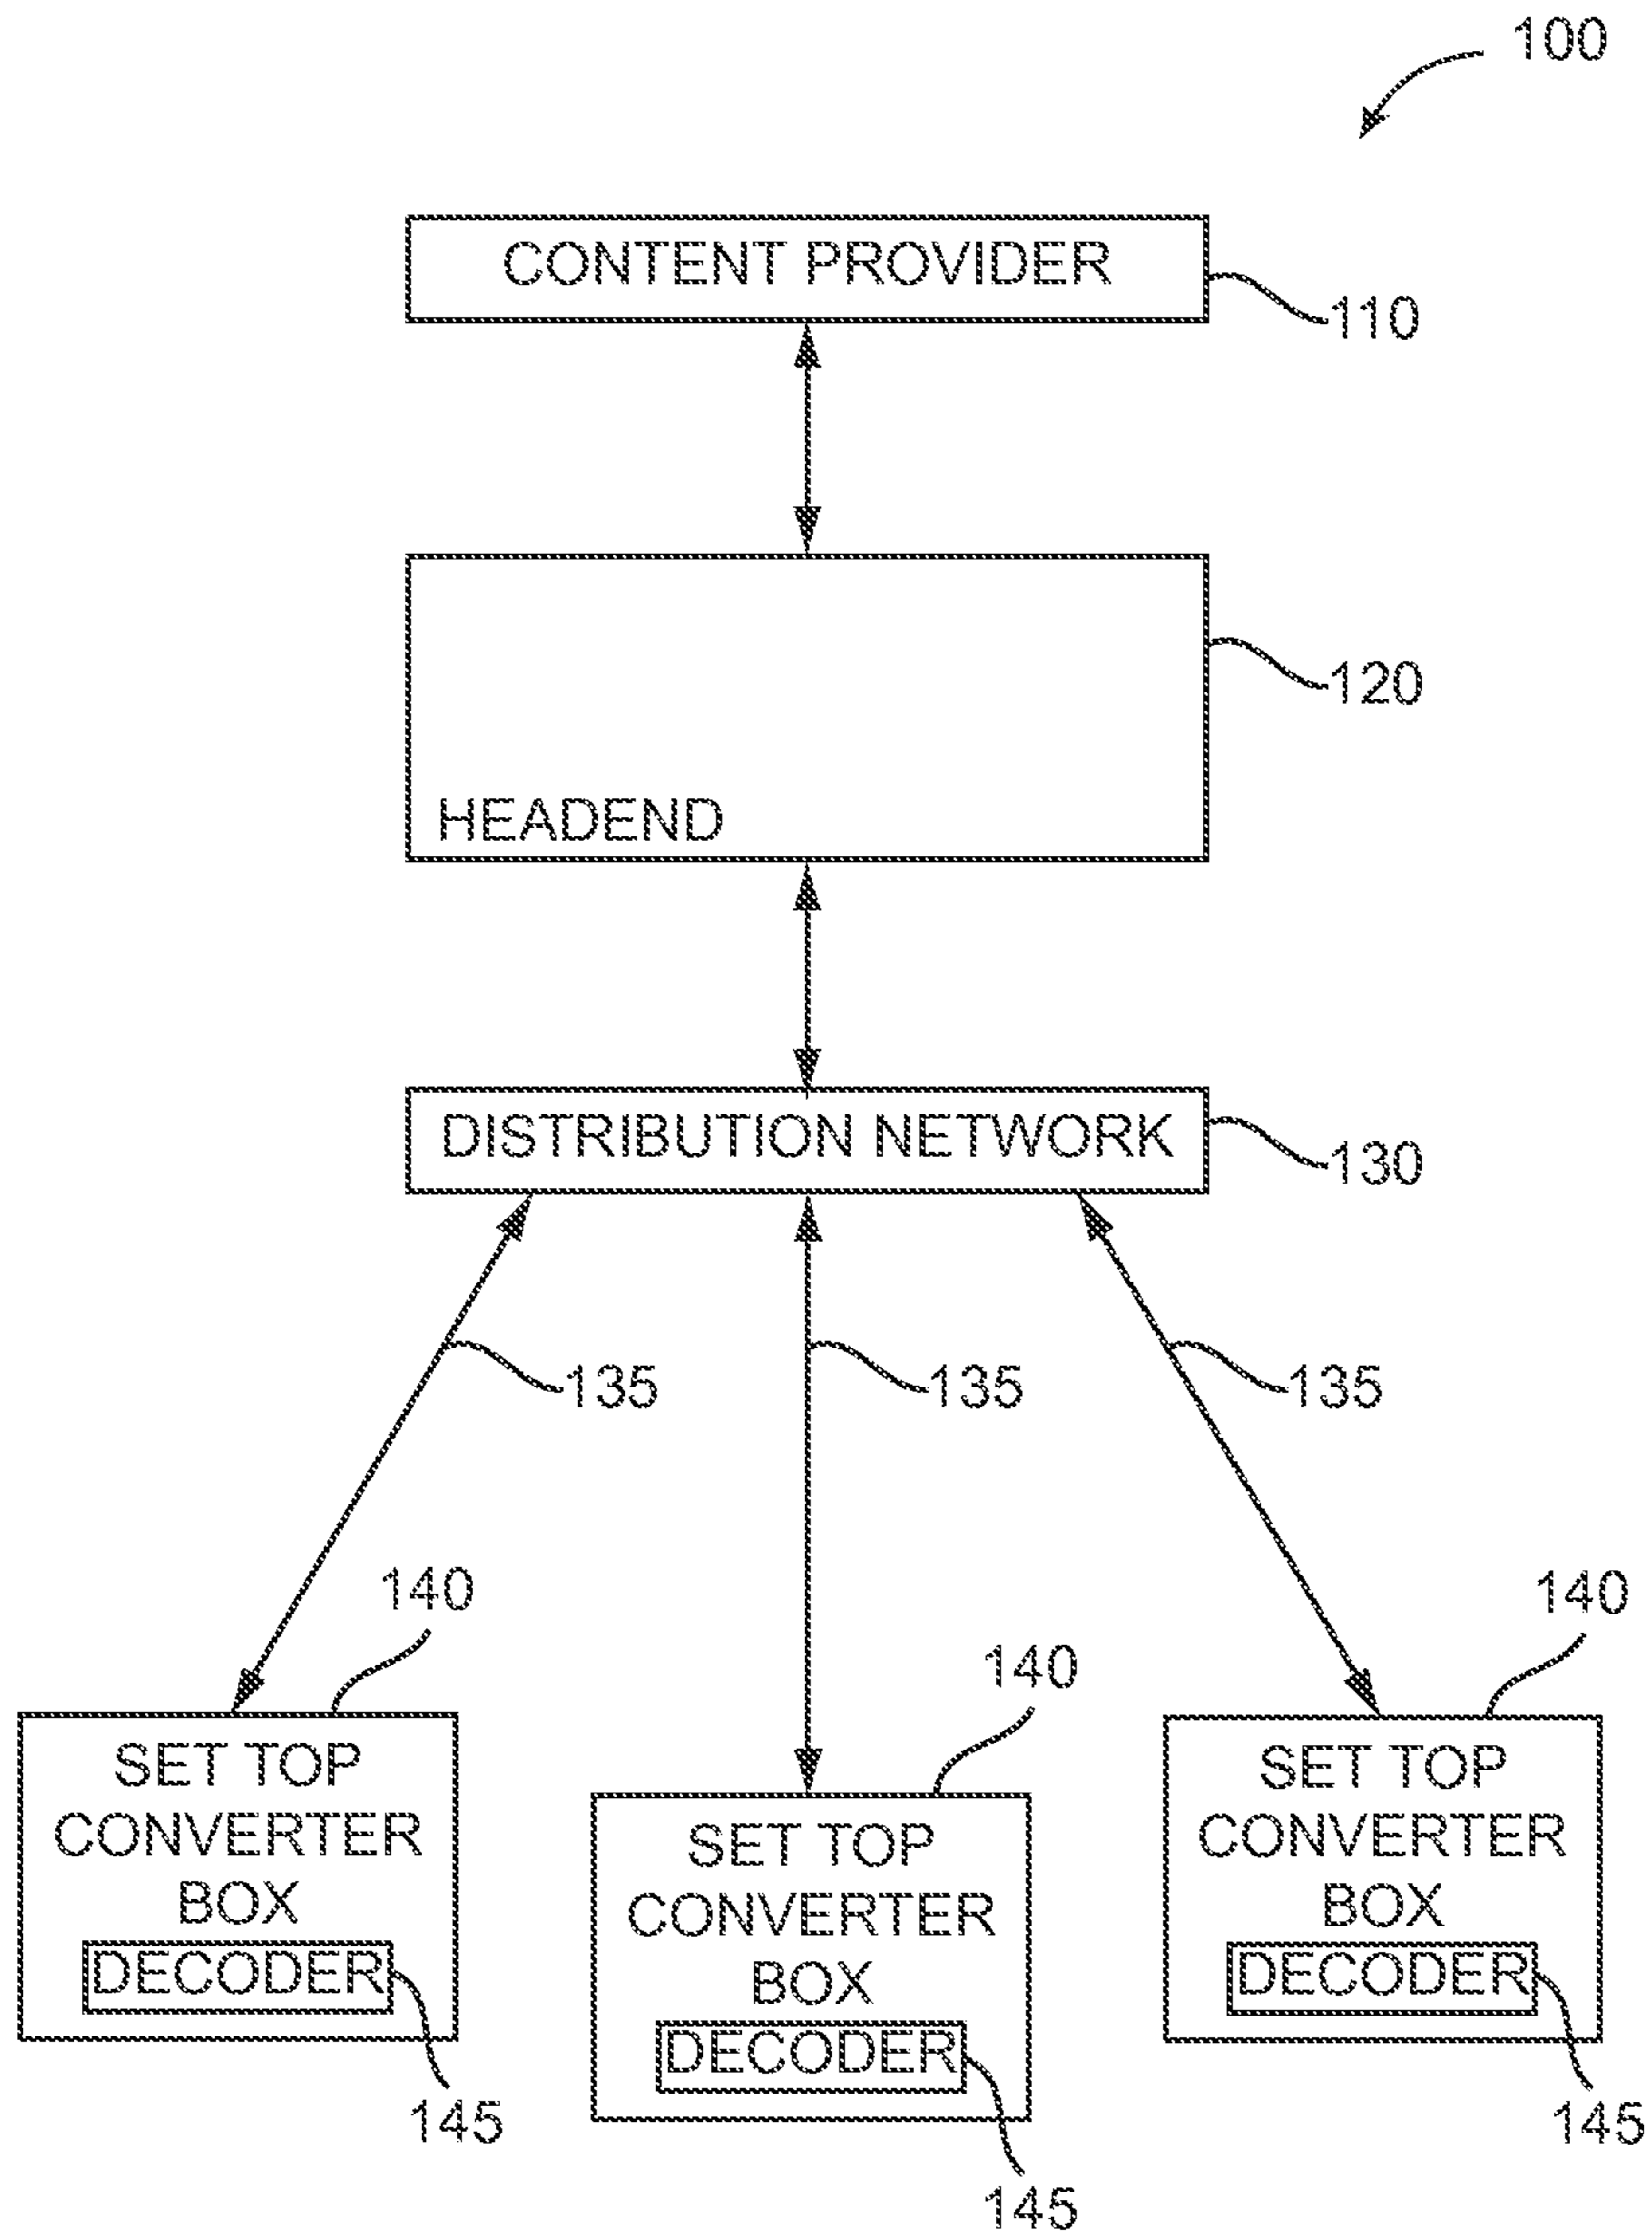 100
CONTENT PROVIDER
110
120
HEADEND
DISTRIBUTION NETWORK
130
135
135
135
140
140
140
SET TOP
CONVERTER
BOX
DECODER
145
SET TOP
CONVERTER
BOX
DECODER
145
SET TOP
CONVERTER
BOX
DECODER
145